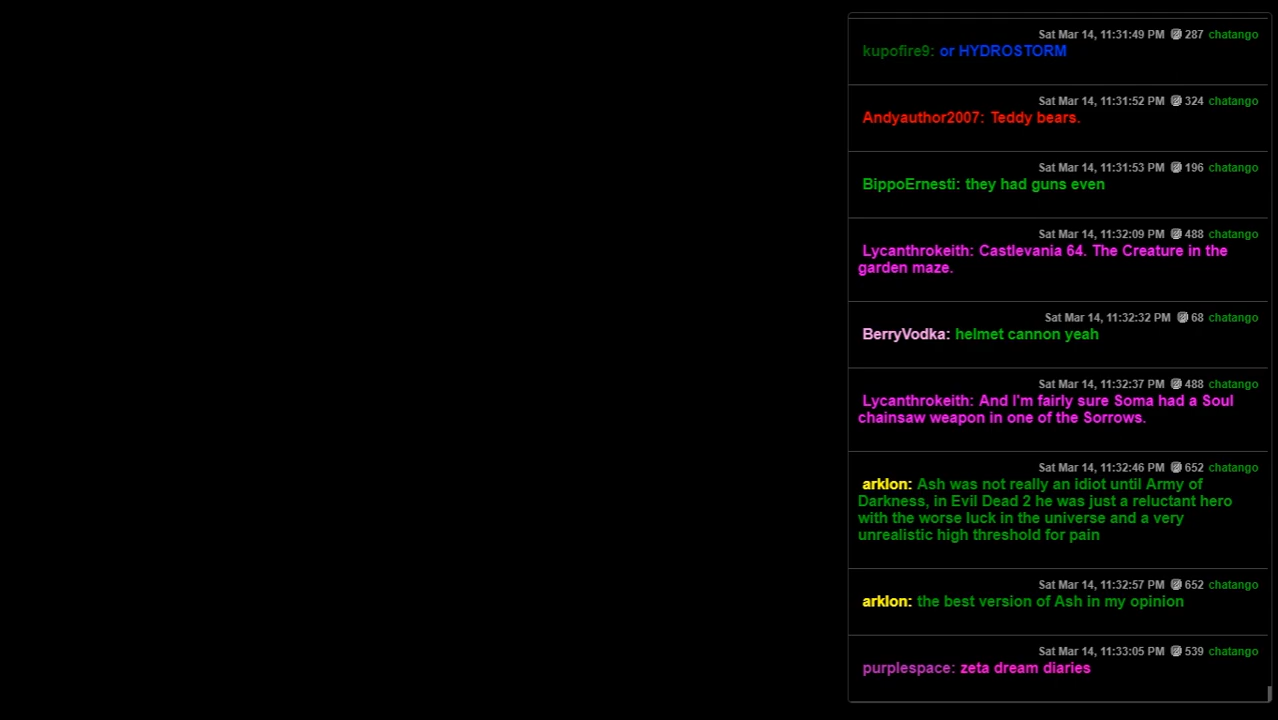 Sat Mar 14, 11:31:49 PM 287 chatango
kupofire9: or HYDROSTORM
Sat Mar 14, 11:31:52 PM 324 chatango
Andyauthor2007: Teddy bears.
Sat Mar 14, 11:31:53 PM 196 chatango
BippoErnesti: they had guns even
Sat Mar 14, 11:32:09 PM 488 chatango
Lycanthrokeith: Castlevania 64. The Creature in the
garden maze.
Sat Mar 14, 11:32:32 PM 68 chatango
BerryVodka: helmet cannon yeah
Sat Mar 14, 11:32:37 PM 488 chatango
Lycanthrokeith: And I'm fairly sure Soma had a Soul
chainsaw weapon in one of the Sorrows.
Sat Mar 14, 11:32:46 PM 652 chatango
arklon: Ash was not really an idiot until Army of
Darkness, in Evil Dead 2 he was just a reluctant hero
with the worse luck in the universe and a very
unrealistic high threshold for pain
Sat Mar 14, 11:32:57 PM 652 chatango
arklon: the best version of Ash in my opinion
Sat Mar 14, 11:33:05 PM 539 chatango
purplespace: zeta dream diaries